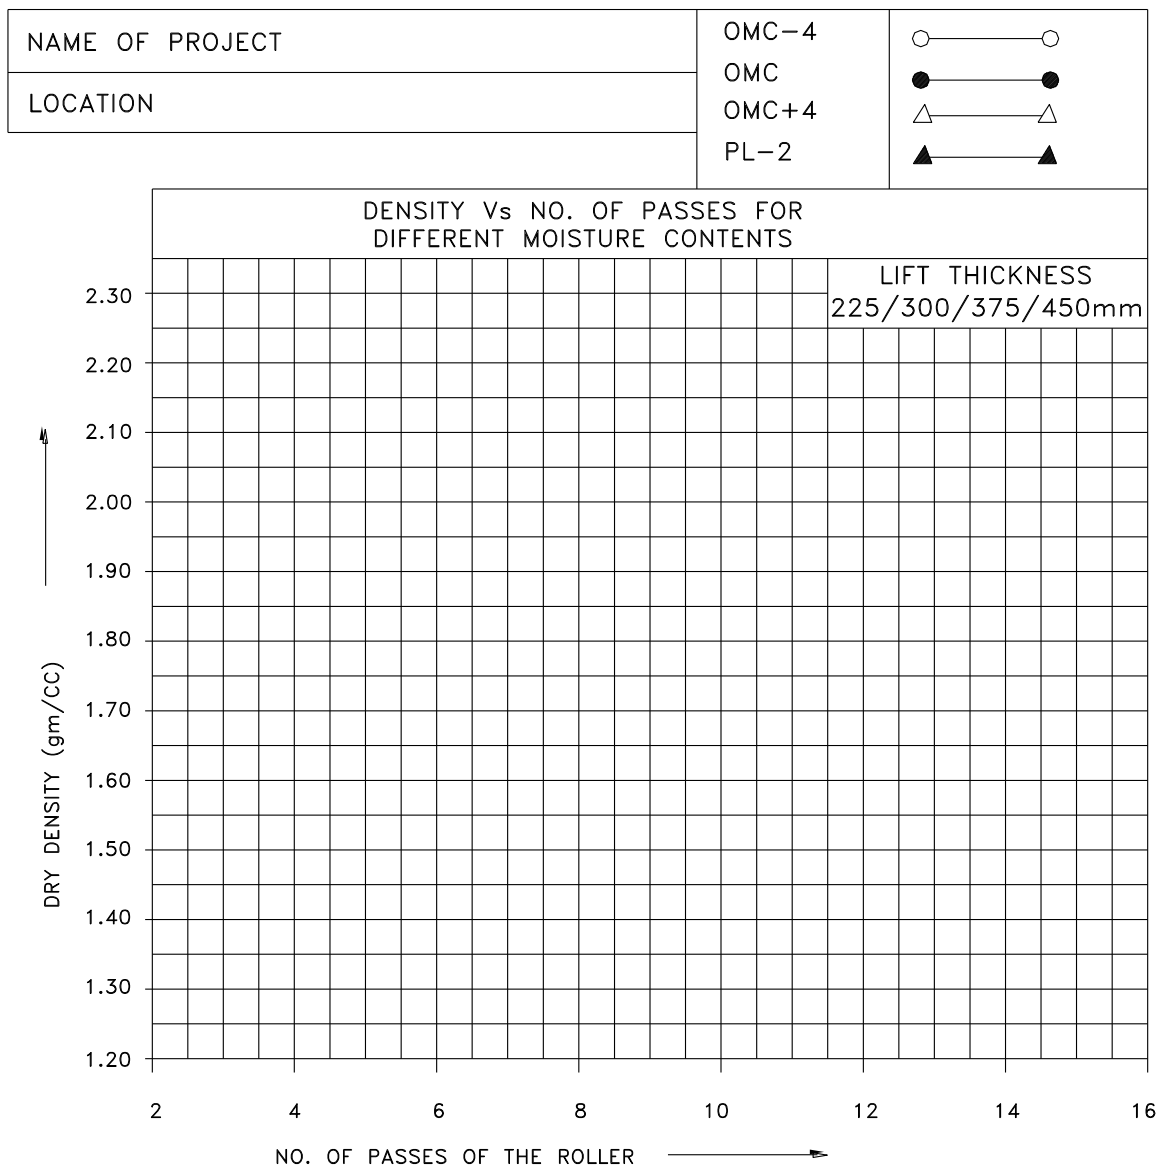 NAME OF PROJECT
LOCATION
OMC-4
OMC
OMC+4
PL-2
DENSITY Vs NO. OF PASSES FOR
DIFFERENT MOISTURE CONTENTS
LIFT THICKNESS
225/300/375/450mm
2.30
2.20
2.10
2.00
1.90
1.80
1.70
1.60
1.50
1.40
1.30
1.20
DRY DENSITY (gm/CC)
2 4 6 8 10 12 14 16
NO. OF PASSES OF THE ROLLER